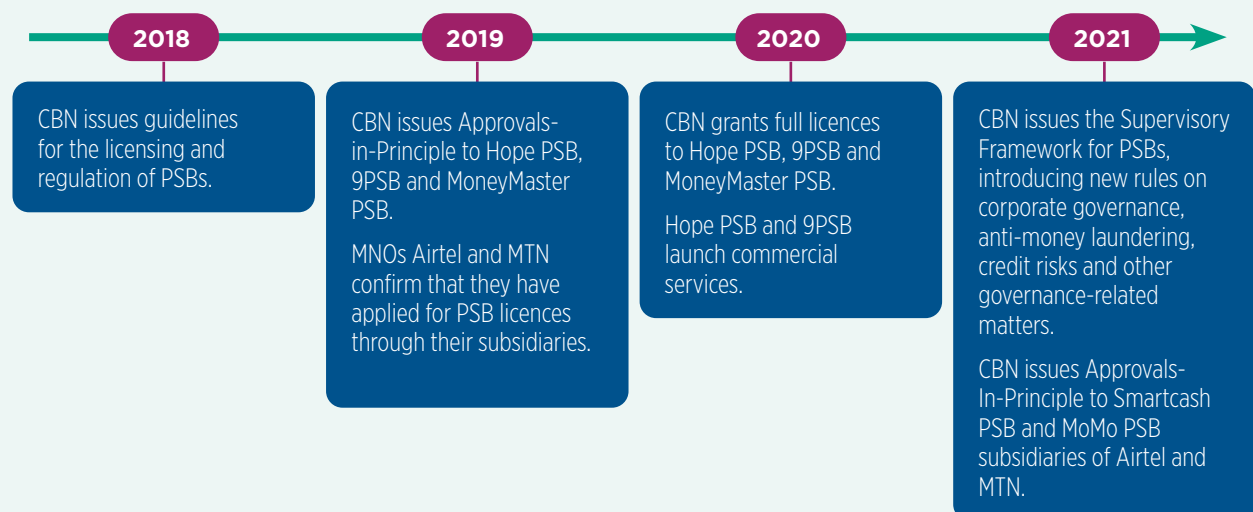 2018
CBN issues guidelines
for the licensing and
regulation of PSBs.
2019
CBN issues Approvals-
in-Principle to Hope PSB,
9PSB and MoneyMaster
PSB.
MNOs Airtel and MTN
confirm that they have
applied for PSB licences
through their subsidiaries.
2020
CBN grants full licences
to Hope PSB, 9PSB and
MoneyMaster PSB.
Hope PSB and 9PSB
launch commercial
services.
2021
CBN issues the Supervisory
Framework for PSBs,
introducing new rules on
corporate governance,
anti-money laundering,
credit risks and other
governance-related
matters.
CBN issues Approvals-
In-Principle to Smartcash
PSB and MoMo PSB
subsidiaries of Airtel and
MTN.